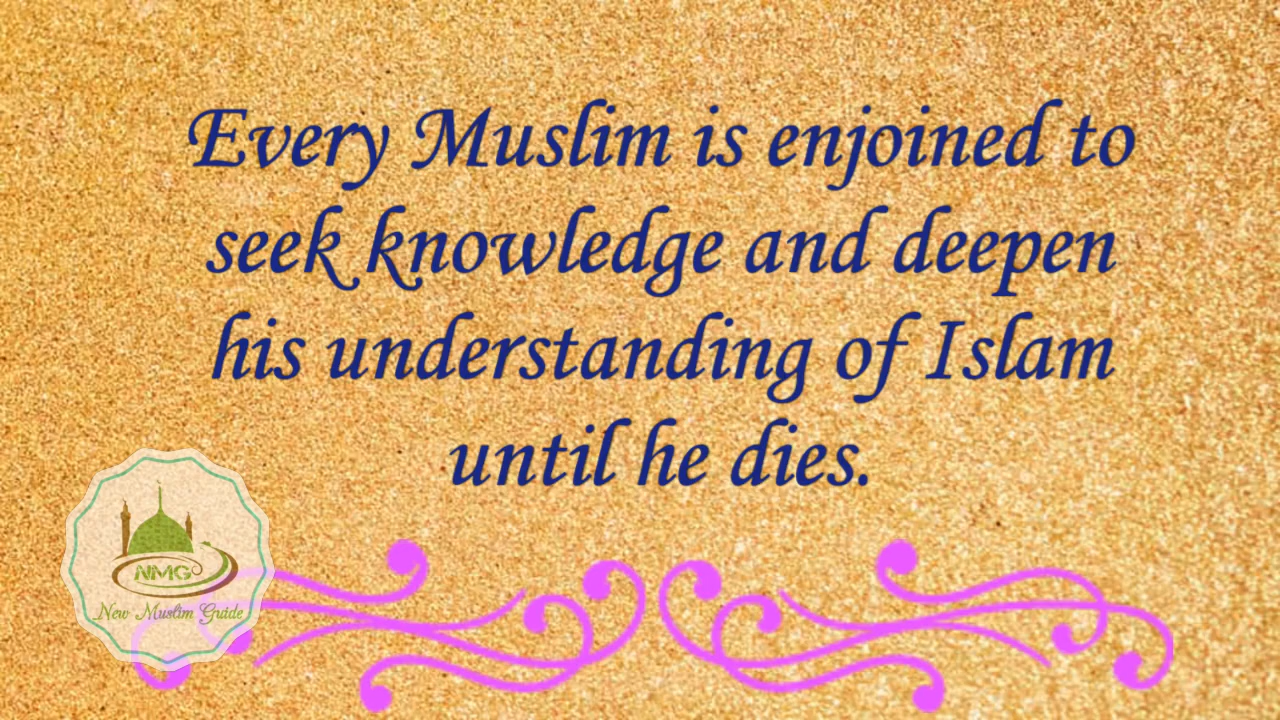 Every Muslim is enjoined to
seek knowledge and deepen
his understanding of Islam
until he dies.
NMG
New Muslim Guide